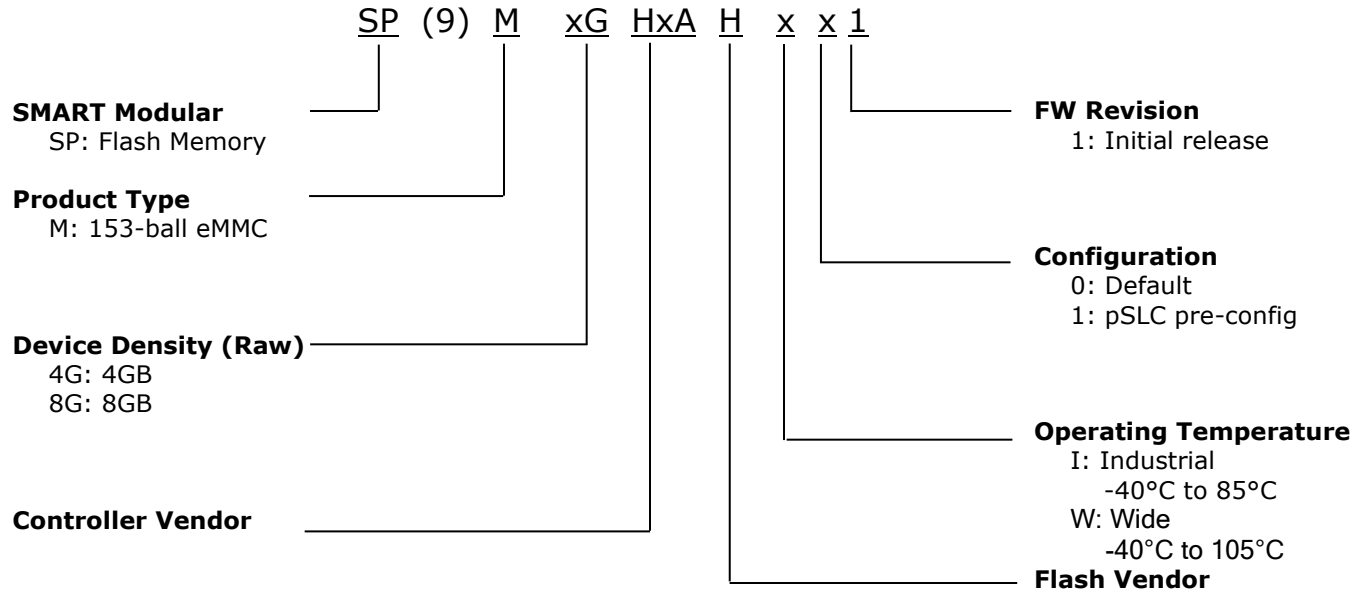 SP (9) M xG HxA H x x 1
SMART Modular
SP: Flash Memory
Product Type
M: 153-ball eMMC
Device Density (Raw)
4G: 4GB
8G: 8GB
Controller Vendor
FW Revision
1: Initial release
Configuration
0: Default
1: pSLC pre-config
Operating Temperature
I: Industrial
-40°C to 85°C
W: Wide
-40°C to 105°C
Flash Vendor